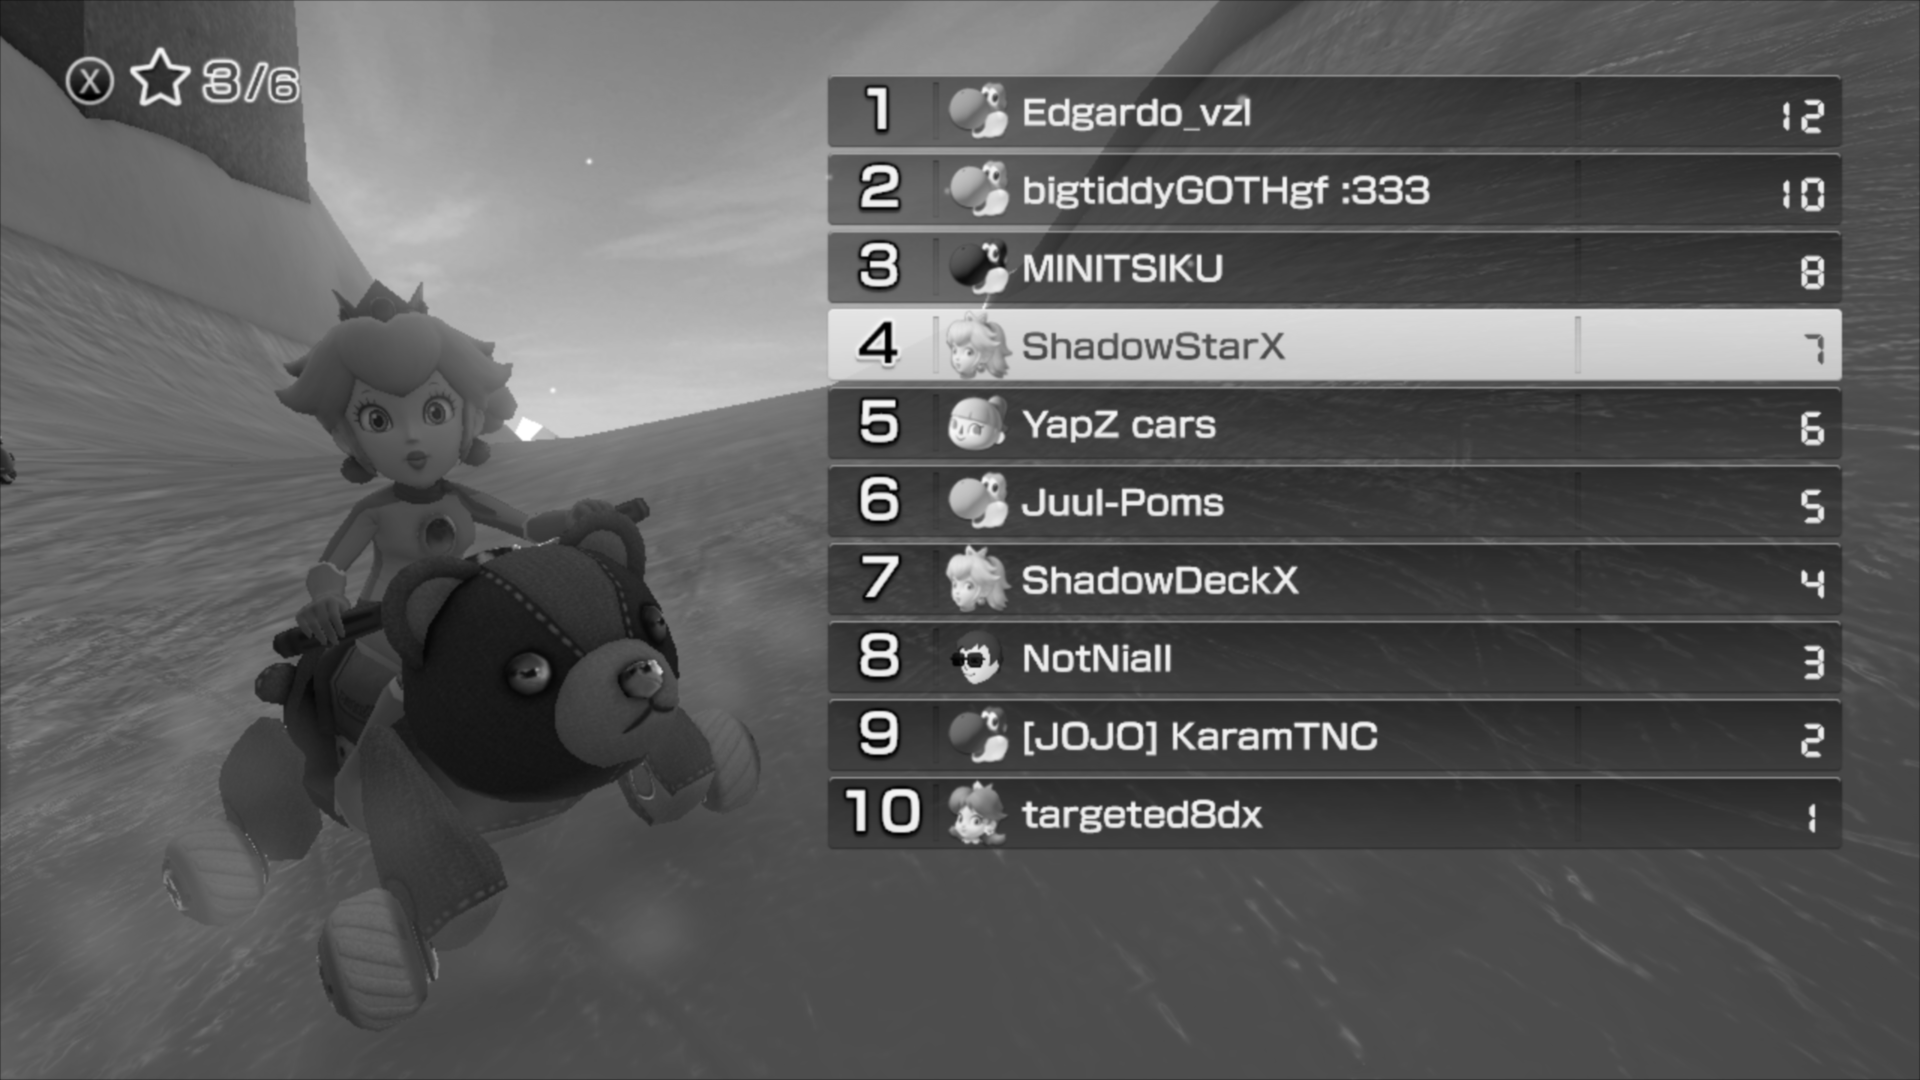 X 3/6
1 Edgardo_vzl 12
2 bigtiddyGOTHgf :333 10
3 MINITSIKU 8
4 ShadowStarX 7
5 YapZ cars 6
6 Juul-Poms 5
7 ShadowDeckX 4
8 NotNiall 3
9 [JOJO] KaramTNC 2
10 targeted8dx 1